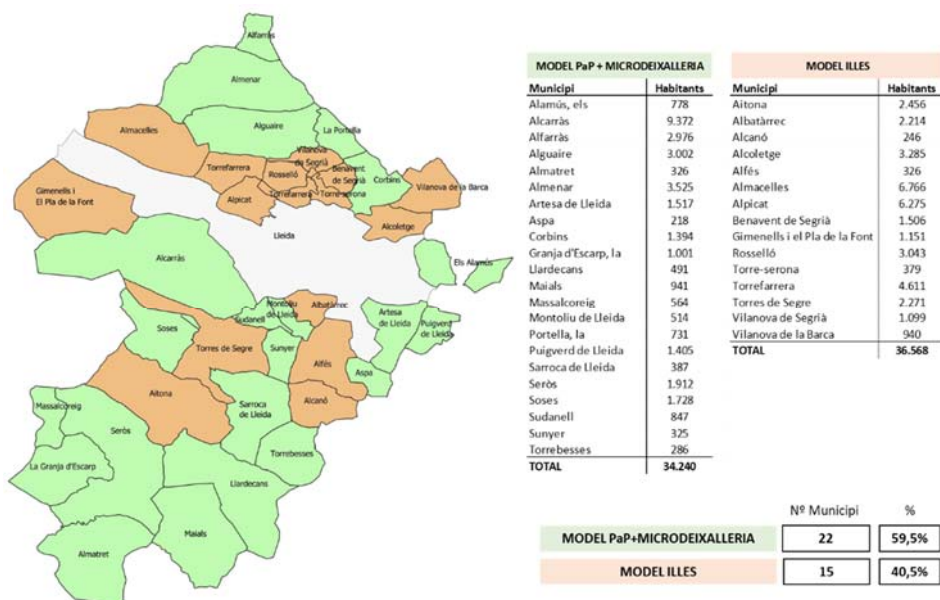 Alfarràs
Almenar
Almacelles
Alguaire
La Portella
Vilanova
de Segrià
Torrefarrera
Rosselló
Benavent
de Segrià
Corbins
Vilanova de la Barca
Gimenells i
El Pla de la Font
Alpicat
Torrefarrera
Torre-serona
Alcoletge
Lleida
Alcarràs
Els Alamús
Montoliu
de Lleida
Albatàrrec
Sudanell
Artesa
de Lleida
Soses
Puigverd
de Lleida
Torres de Segre
Sunyer
Alfés
Aspa
Aitona
Alcanó
Massalcoreig
Sarroca
de Lleida
Seròs
Torrebesses
La Granja d'Escarp
Llardecans
Maials
Almatret
MODEL PaP + MICRODEIXALLERIA
Municipi Habitants
Alamús, els 778
Alcarràs 9.372
Alfarràs 2.976
Alguaire 3.002
Almatret 326
Almenar 3.525
Artesa de Lleida 1.517
Aspa 218
Corbins 1.394
Granja d'Escarp, la 1.001
Llardecans 491
Maials 941
Massalcoreig 564
Montoliu de Lleida 514
Portella, la 731
Puigverd de Lleida 1.405
Sarroca de Lleida 387
Seròs 1.912
Soses 1.728
Sudanell 847
Sunyer 325
Torrebesses 286
TOTAL 34.240
MODEL ILLES
Municipi Habitants
Aitona 2.456
Albatàrrec 2.214
Alcanó 246
Alcoletge 3.285
Alfés 326
Almacelles 6.766
Alpicat 6.275
Benavent de Segrià 1.506
Gimenells i el Pla de la Font 1.151
Rosselló 3.043
Torre-serona 379
Torrefarrera 4.611
Torres de Segre 2.271
Vilanova de Segrià 1.099
Vilanova de la Barca 940
TOTAL 36.568
Nº Municipi %
MODEL PaP+MICRODEIXALLERIA 22 59,5%
MODEL ILLES 15 40,5%